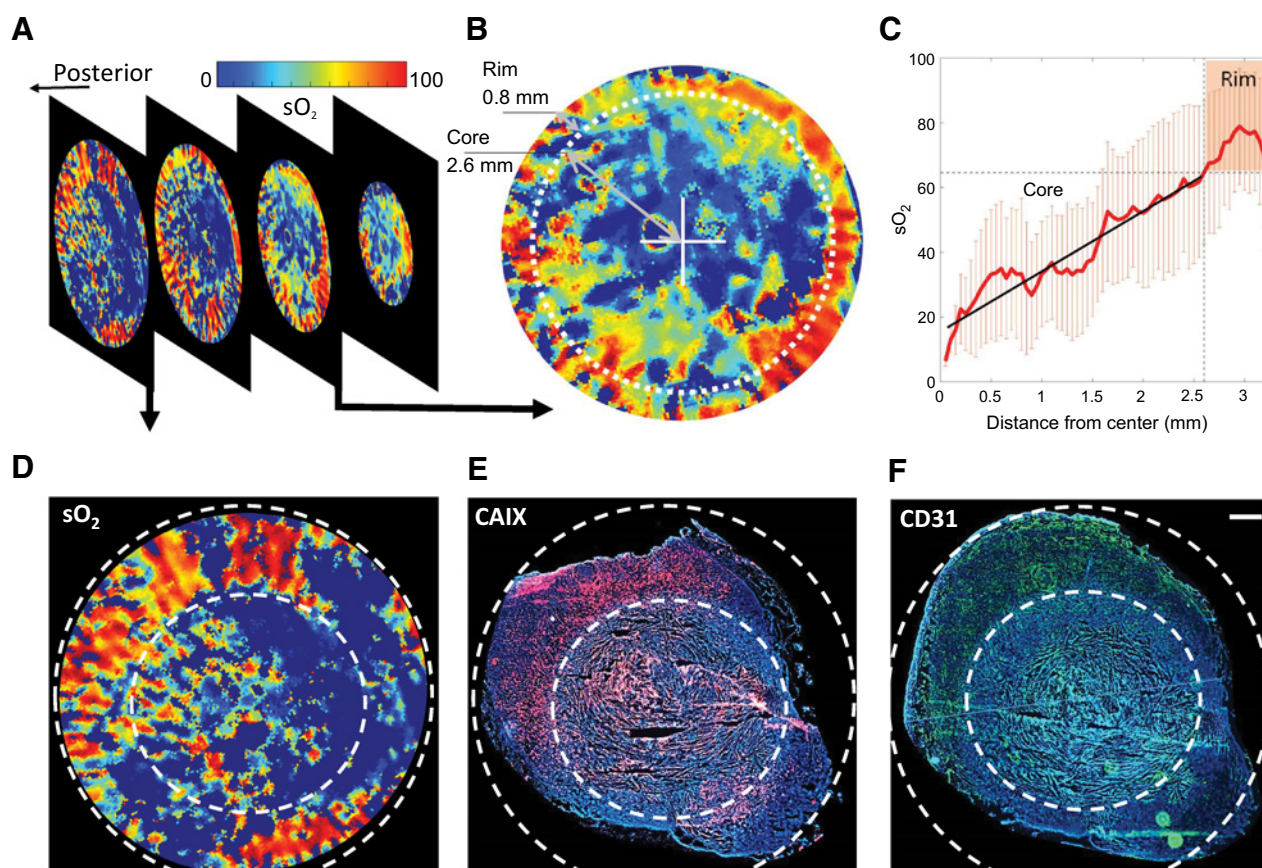 A
Posterior
0
100
sO2
B
Rim
0.8 mm
Core
2.6 mm
C
100
80
60
40
20
0
sO2
Core
Rim
0
0.5
1
1.5
2
2.5
3
Distance from center (mm)
D
sO2
E
CAIX
F
CD31